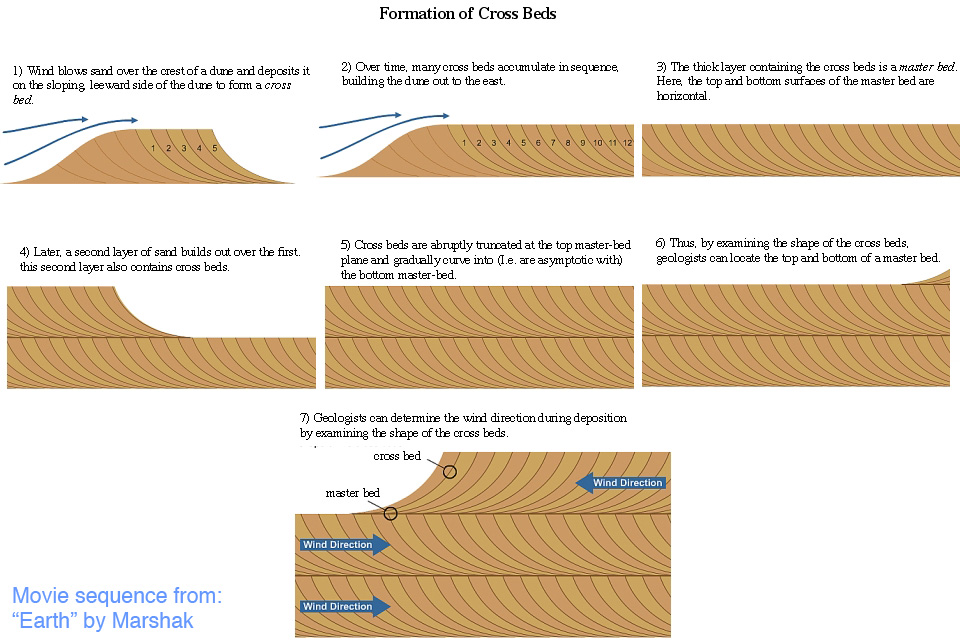 Formation of Cross Beds
1) Wind blows sand over the crest of a dune and deposits it
on the sloping, leeward side of the dune to form a cross
bed.
1 2 3 4 5
2) Over time, many cross beds accumulate in sequence,
building the dune out to the east.
1 2 3 4 5 6 7 8 9 10 11 12
3) The thick layer containing the cross beds is a master bed.
Here, the top and bottom surfaces of the master bed are
horizontal.
4) Later, a second layer of sand builds out over the first.
this second layer also contains cross beds.
5) Cross beds are abruptly truncated at the top master-bed
plane and gradually curve into (I.e. are asymptotic with)
the bottom master-bed.
6) Thus, by examining the shape of the cross beds,
geologists can locate the top and bottom of a master bed.
7) Geologists can determine the wind direction during deposition
by examining the shape of the cross beds.
cross bed
Wind Direction
master bed
Wind Direction
Wind Direction
Movie sequence from:
“Earth” by Marshak